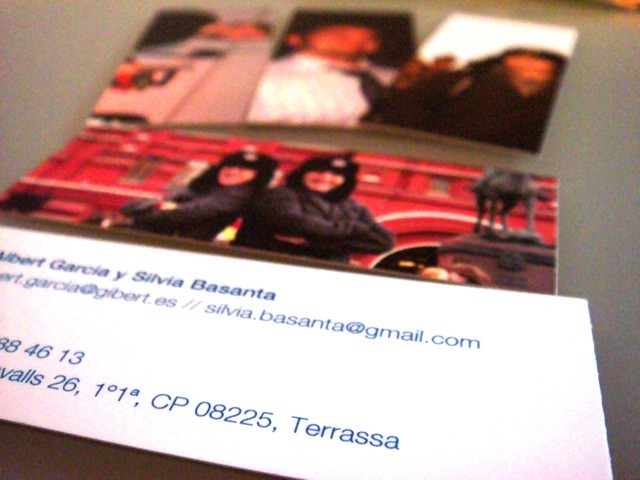 Albert Garcia y Silvia Basanta
ert.garcia@gibert.es // silvia.basanta@gmail.com
88 46 13
valls 26, 1º1ª, CP 08225, Terrassa